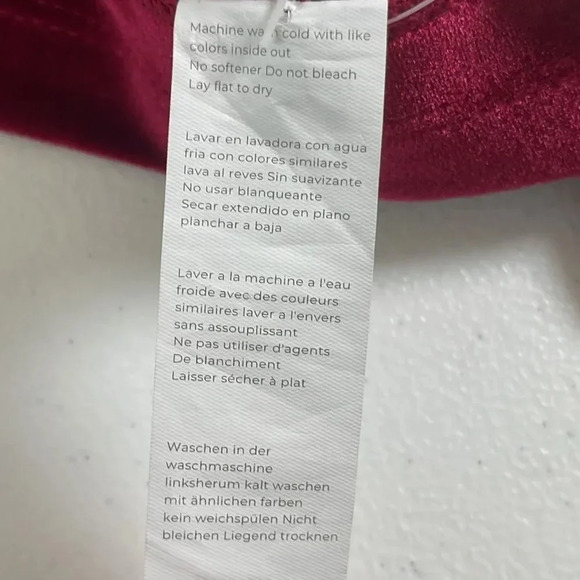 Machine wa cold with like
colors inside out
No softener Do not bleach
Lay flat to dry
Lavar en lavadora con agua
fria con colores similares
lava al reves Sin suavizante
No usar blanqueante
Secar extendido en plano
planchar a baja
Laver a la machine a l'eau
froide avec des couleurs
similaires laver a l'envers
sans assouplissant
Ne pas utiliser d'agents
De blanchiment
Laisser sécher à plat
Waschen in der
waschmaschine
linksherum kalt waschen
mit ähnlichen farben
kein weichspülen Nicht
bleichen Liegend trocknen